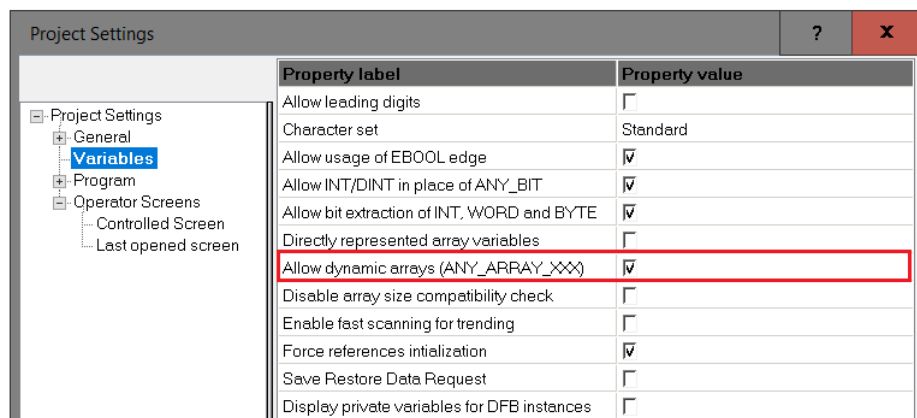 Project Settings
? x
Property label Property value
Project Settings
General
Variables
Program
Operator Screens
Controlled Screen
Last opened screen
Allow leading digits
Character set Standard
Allow usage of EBOOL edge
Allow INT/DINT in place of ANY_BIT
Allow bit extraction of INT, WORD and BYTE
Directly represented array variables
Allow dynamic arrays (ANY_ARRAY_XXX)
Disable array size compatibility check
Enable fast scanning for trending
Force references intialization
Save Restore Data Request
Display private variables for DFB instances